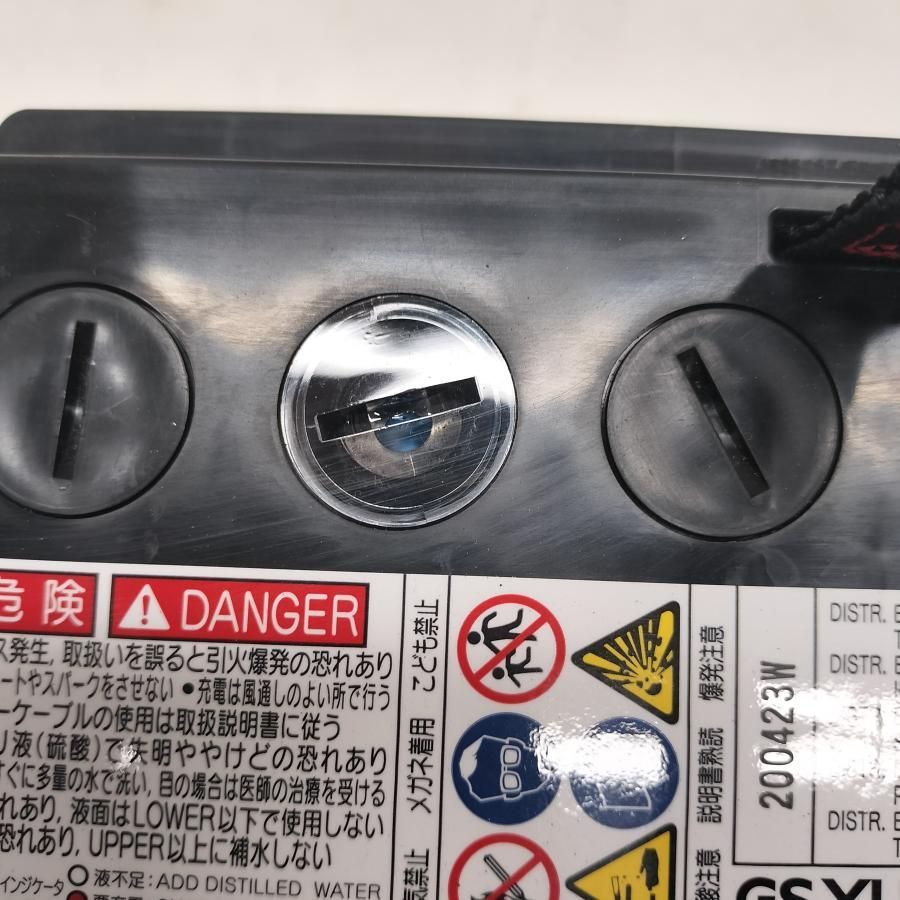 危険
DANGER
ス発生, 取扱いを誤ると引火爆発の恐れあり
ートやスパークをさせない ●充電は風通しのよい所で行う
ーケーブルの使用は取扱説明書に従う
リ液(硫酸)で失明ややけどの恐れあり
すぐに多量の水で洗い, 目の場合は医師の治療を受ける
れあり, 液面はLOWER以下で使用しない
恐れあり, UPPER以上に補水しない
インジケータ
液不足: ADD DISTILLED WATER
こども禁止
メガネ着用
禁止
爆発注意
説明書熟読
注意
200423W
DISTR.
DISTR.
DISTR.
GS YU